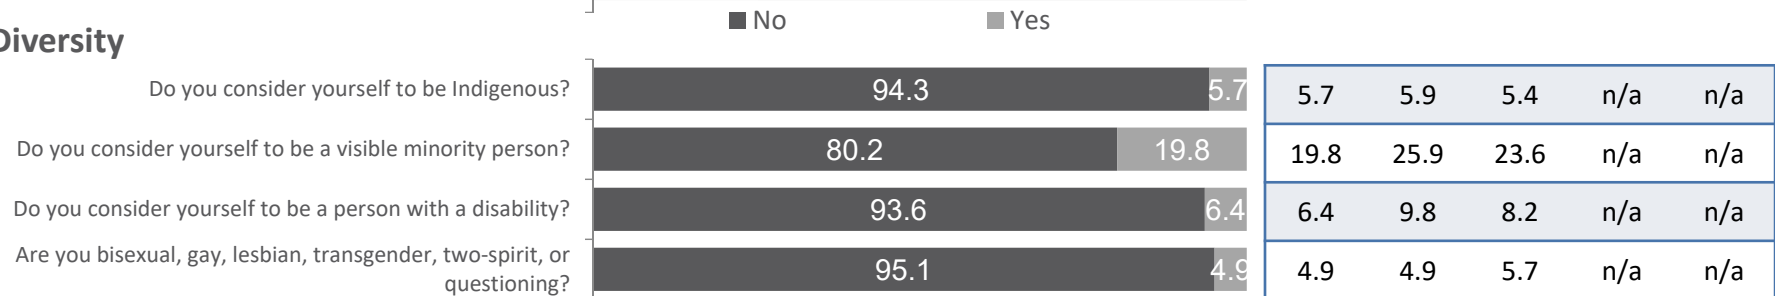 No Yes
Diversity
Do you consider yourself to be Indigenous? 94.3 5.7 5.7 5.9 5.4 n/a n/a
Do you consider yourself to be a visible minority person? 80.2 19.8 19.8 25.9 23.6 n/a n/a
Do you consider yourself to be a person with a disability? 93.6 6.4 6.4 9.8 8.2 n/a n/a
Are you bisexual, gay, lesbian, transgender, two-spirit, or
questioning? 95.1 4.9 4.9 4.9 5.7 n/a n/a